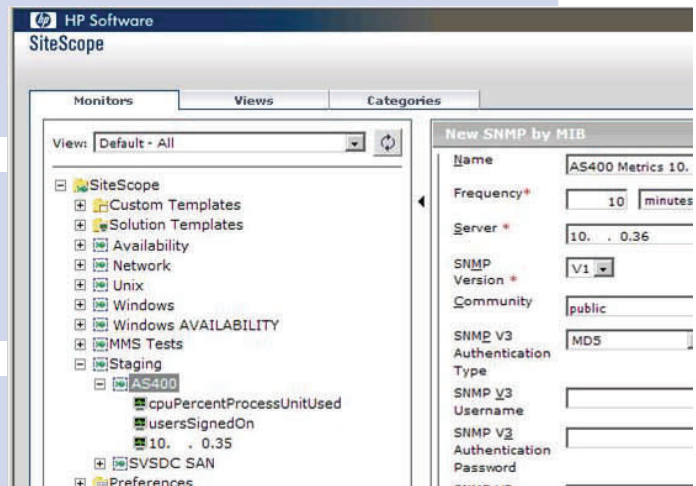 HP Software
SiteScope
Monitors
Views
Categories
View: Default - All
SiteScope
Custom Templates
Solution Templates
Availability
Network
Unix
Windows
Windows AVAILABILITY
MMS Tests
Staging
AS400
cpuPercentProcessUnitUsed
usersSignedOn
10. . 0.35
SVSDC SAN
Preferences
New SNMP by MIB
Name AS400 Metrics 10.
Frequency* 10 minutes
Server * 10. . 0.36
SNMP
Version * V1
Community public
SNMP V3
Authentication
Type MD5
SNMP V3
Username
SNMP V3
Authentication
Password